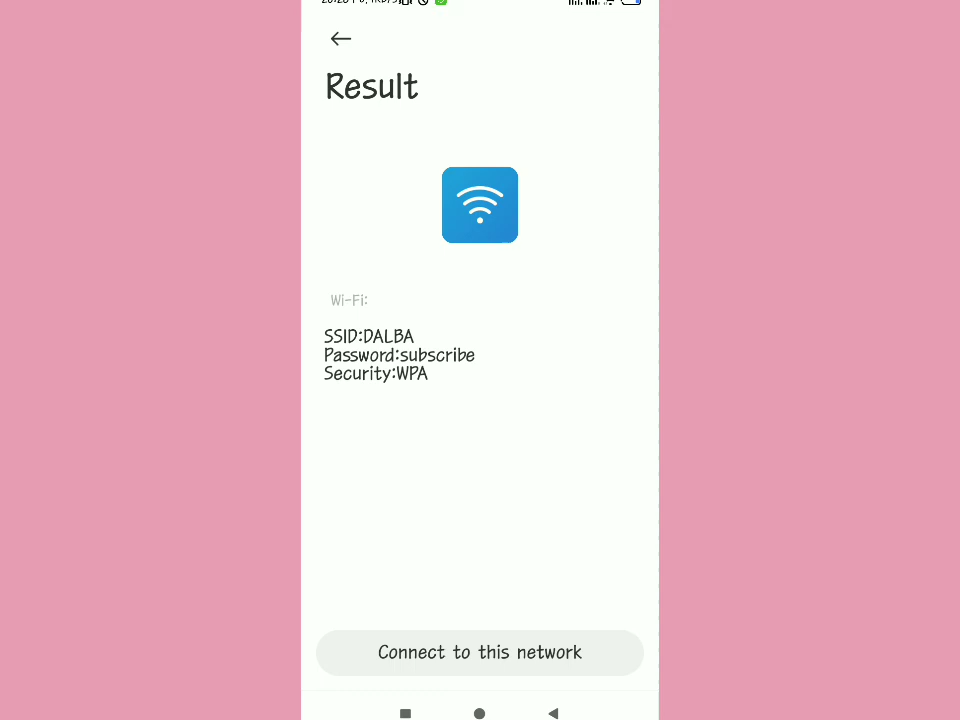 Result
Wi-Fi:
SSID:DALBA
Password:subscribe
Security:WPA
Connect to this network